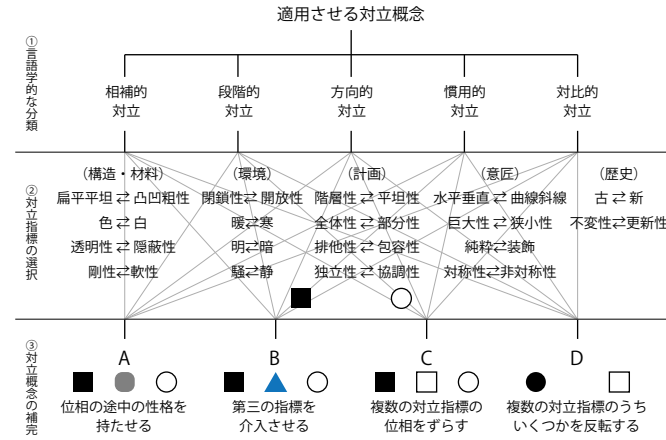 適用させる対立概念
①言語学的な分類
相補的
対立
段階的
対立
方向的
対立
慣用的
対立
対比的
対立
②対立指標の選択
（構造・材料）
扁平平坦⇄凸凹粗性
色⇄白
透明性⇄隠蔽性
剛性⇄軟性
（環境）
閉鎖性⇄開放性
暖⇄寒
明⇄暗
騒⇄静
（計画）
階層性⇄平坦性
全体性⇄部分性
排他性⇄包容性
独立性⇄協調性
（意匠）
水平垂直⇄曲線斜線
巨大性⇄狭小性
純粋⇄装飾
対称性⇄非対称性
（歴史）
古⇄新
不変性⇄更新性
③対立概念の補完
A
位相の途中の性格を
持たせる
B
第三の指標を
介入させる
C
複数の対立指標の
位相をずらす
D
複数の対立指標のうち
いくつかを反転する